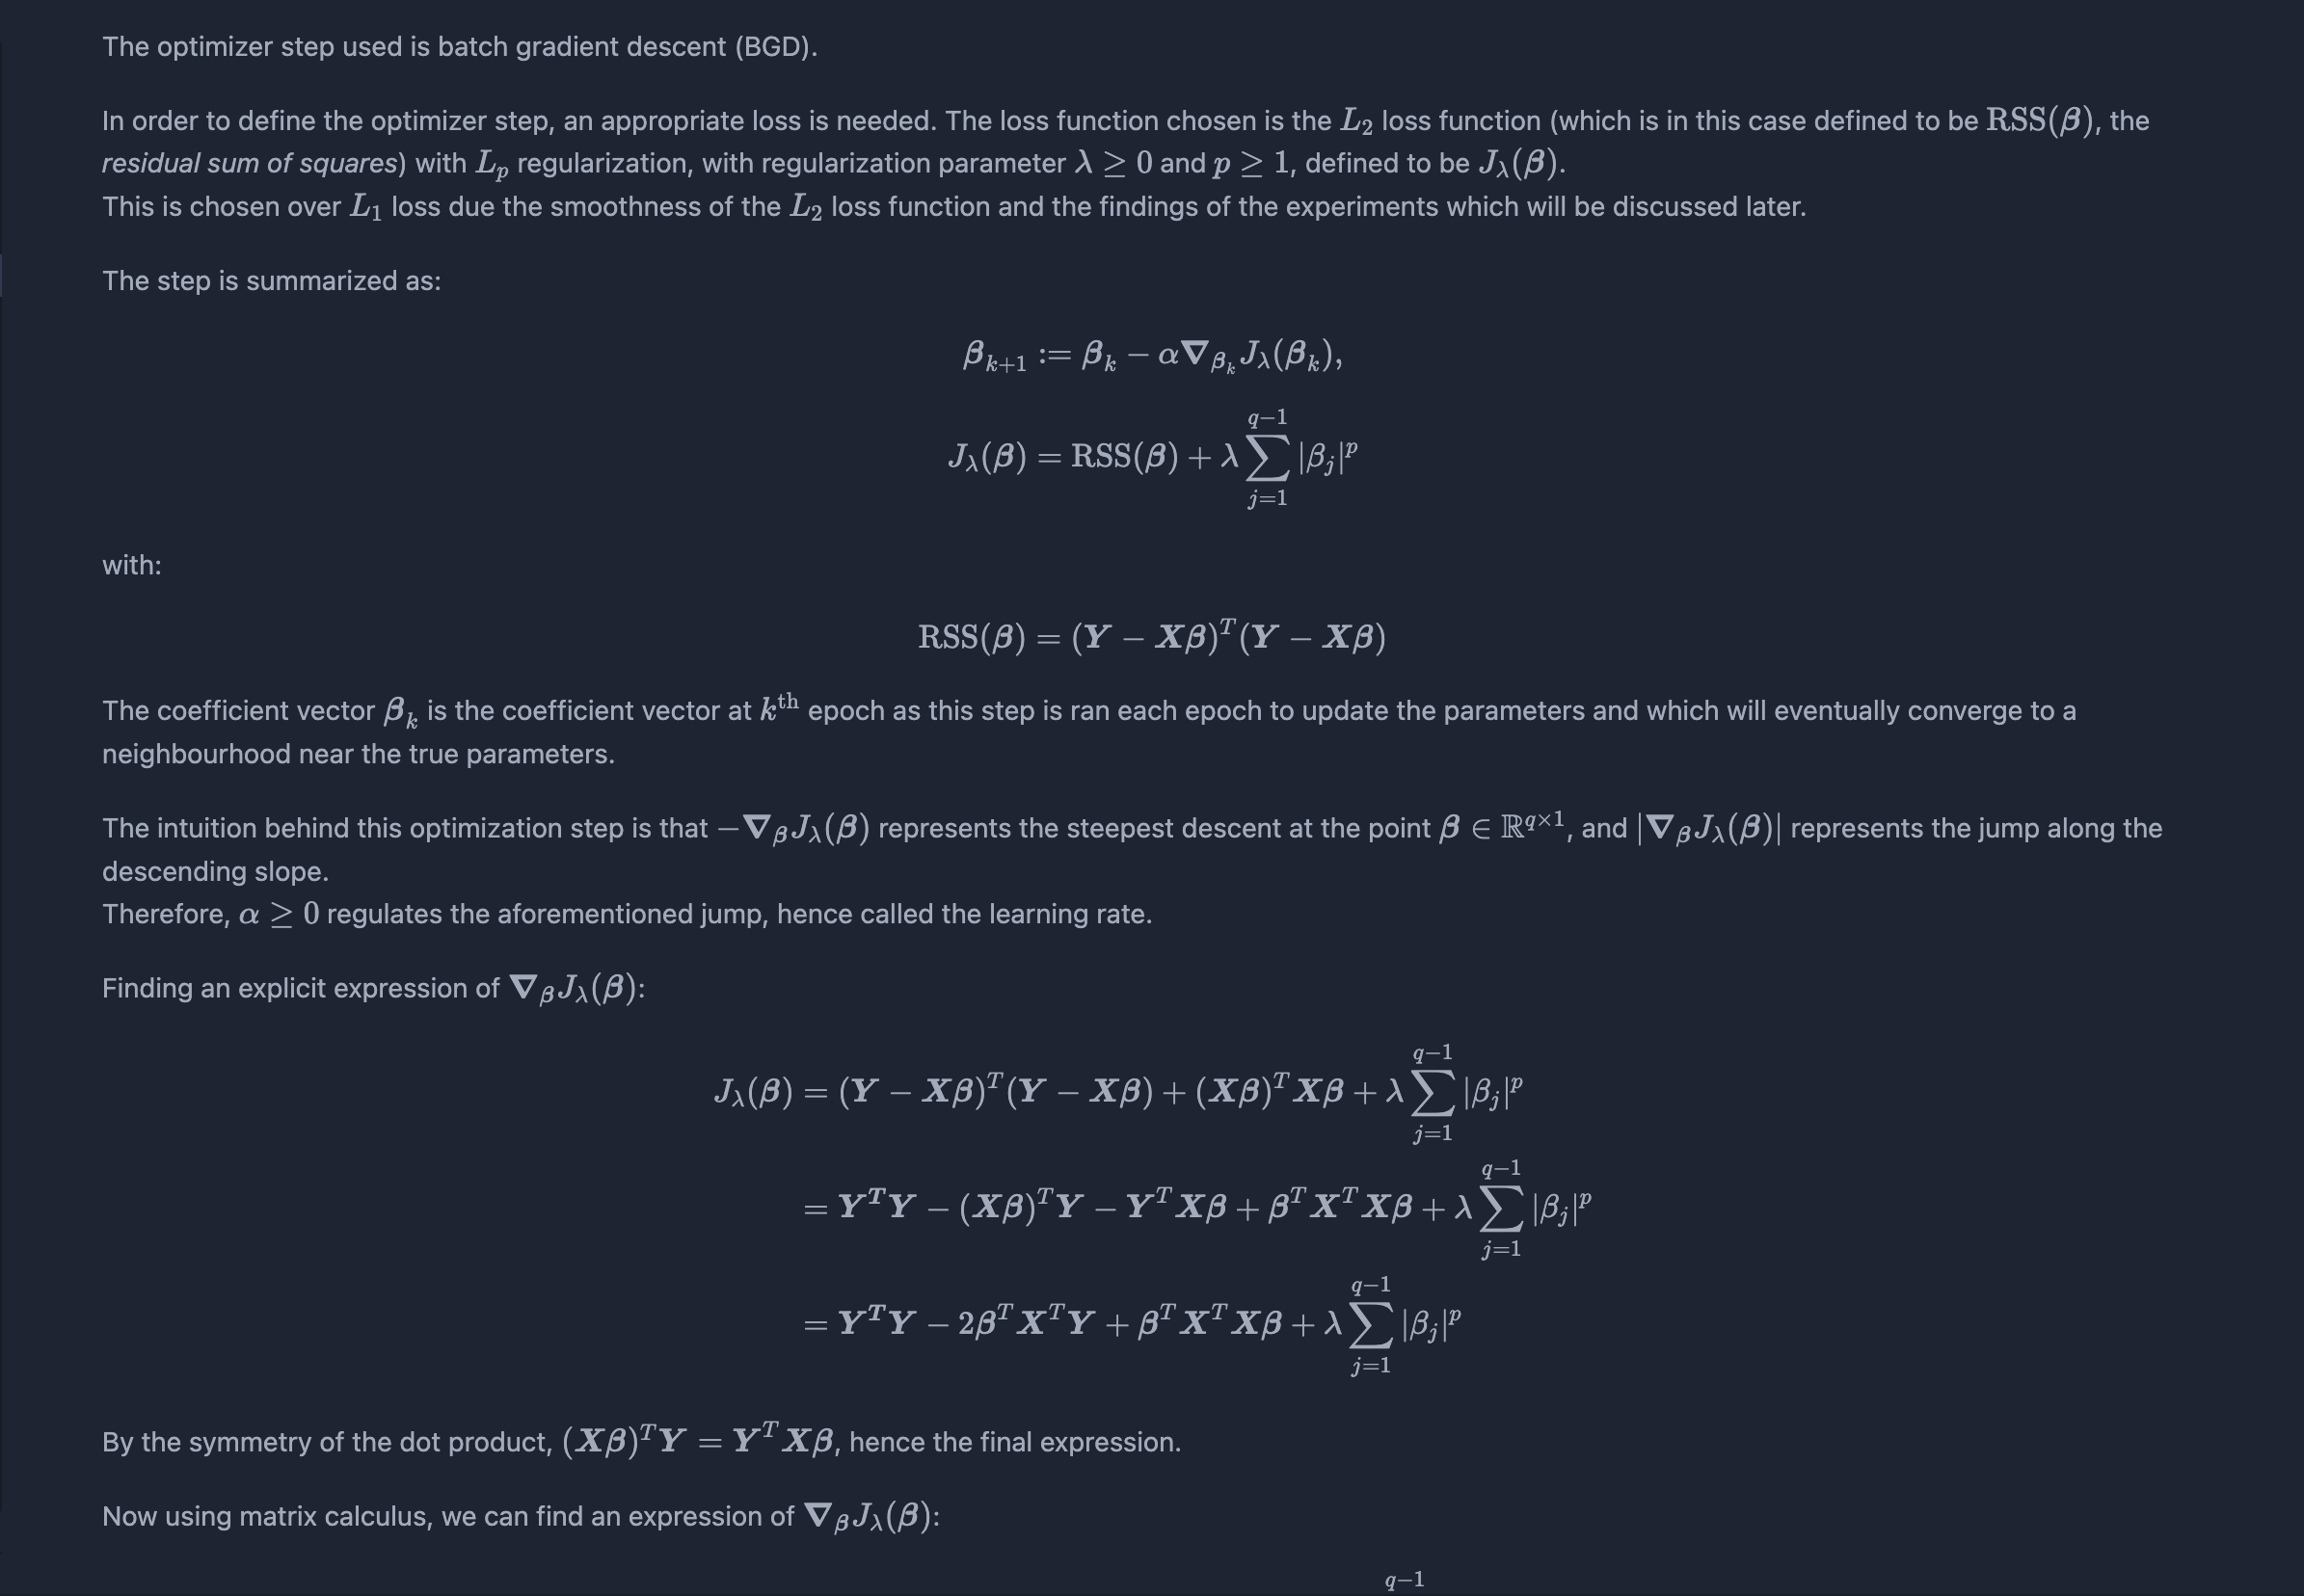 The optimizer step used is batch gradient descent (BGD).
In order to define the optimizer step, an appropriate loss is needed. The loss function chosen is the $L_2$ loss function (which is in this case defined to be $\mathrm{RSS}(\boldsymbol{\beta})$, the
residual sum of squares) with $L_p$ regularization, with regularization parameter $\lambda \geq 0$ and $p \geq 1$, defined to be $J_\lambda(\boldsymbol{\beta})$.
This is chosen over $L_1$ loss due the smoothness of the $L_2$ loss function and the findings of the experiments which will be discussed later.
The step is summarized as:
$\boldsymbol{\beta}_{k+1} := \boldsymbol{\beta}_k - \alpha \boldsymbol{\nabla}_{\boldsymbol{\beta}_k} J_\lambda(\boldsymbol{\beta}_k),$
$J_\lambda(\boldsymbol{\beta}) = \mathrm{RSS}(\boldsymbol{\beta}) + \lambda \sum_{j=1}^{q-1} |\beta_j|^p$
with:
$\mathrm{RSS}(\boldsymbol{\beta}) = (\boldsymbol{Y} - \boldsymbol{X}\boldsymbol{\beta})^T (\boldsymbol{Y} - \boldsymbol{X}\boldsymbol{\beta})$
The coefficient vector $\boldsymbol{\beta}_k$ is the coefficient vector at $k^{\text{th}}$ epoch as this step is ran each epoch to update the parameters and which will eventually converge to a
neighbourhood near the true parameters.
The intuition behind this optimization step is that $-\boldsymbol{\nabla}_{\boldsymbol{\beta}} J_\lambda(\boldsymbol{\beta})$ represents the steepest descent at the point $\boldsymbol{\beta} \in \mathbb{R}^{q \times 1}$, and $|\boldsymbol{\nabla}_{\boldsymbol{\beta}} J_\lambda(\boldsymbol{\beta})|$ represents the jump along the
descending slope.
Therefore, $\alpha \geq 0$ regulates the aforementioned jump, hence called the learning rate.
Finding an explicit expression of $\boldsymbol{\nabla}_{\boldsymbol{\beta}} J_\lambda(\boldsymbol{\beta})$:
$J_\lambda(\boldsymbol{\beta}) = (\boldsymbol{Y} - \boldsymbol{X}\boldsymbol{\beta})^T (\boldsymbol{Y} - \boldsymbol{X}\boldsymbol{\beta}) + (\boldsymbol{X}\boldsymbol{\beta})^T \boldsymbol{X}\boldsymbol{\beta} + \lambda \sum_{j=1}^{q-1} |\beta_j|^p$
$= \boldsymbol{Y}^{\boldsymbol{T}} \boldsymbol{Y} - (\boldsymbol{X}\boldsymbol{\beta})^T \boldsymbol{Y} - \boldsymbol{Y}^T \boldsymbol{X}\boldsymbol{\beta} + \boldsymbol{\beta}^T \boldsymbol{X}^T \boldsymbol{X}\boldsymbol{\beta} + \lambda \sum_{j=1}^{q-1} |\beta_j|^p$
$= \boldsymbol{Y}^{\boldsymbol{T}} \boldsymbol{Y} - 2\boldsymbol{\beta}^T \boldsymbol{X}^T \boldsymbol{Y} + \boldsymbol{\beta}^T \boldsymbol{X}^T \boldsymbol{X}\boldsymbol{\beta} + \lambda \sum_{j=1}^{q-1} |\beta_j|^p$
By the symmetry of the dot product, $(\boldsymbol{X}\boldsymbol{\beta})^T \boldsymbol{Y} = \boldsymbol{Y}^T \boldsymbol{X}\boldsymbol{\beta}$, hence the final expression.
Now using matrix calculus, we can find an expression of $\boldsymbol{\nabla}_{\boldsymbol{\beta}} J_\lambda(\boldsymbol{\beta})$:
$q-1$